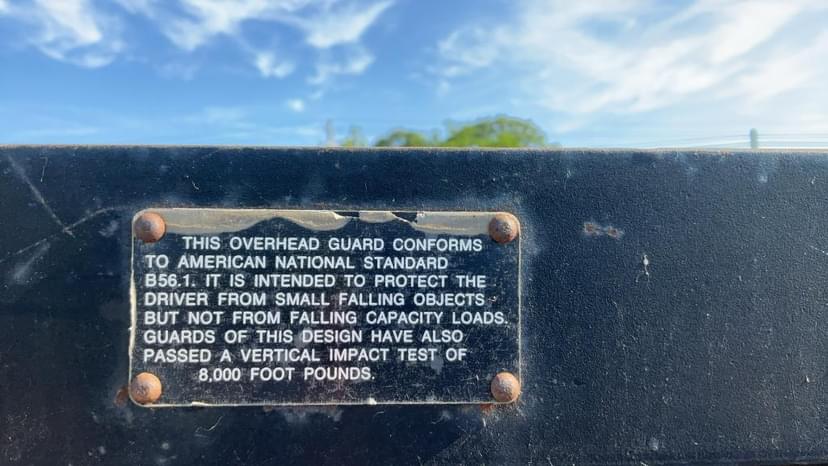 THIS OVERHEAD GUARD CONFORMS
TO AMERICAN NATIONAL STANDARD
B56.1. IT IS INTENDED TO PROTECT THE
DRIVER FROM SMALL FALLING OBJECTS
BUT NOT FROM FALLING CAPACITY LOADS.
GUARDS OF THIS DESIGN HAVE ALSO
PASSED A VERTICAL IMPACT TEST OF
8,000 FOOT POUNDS.